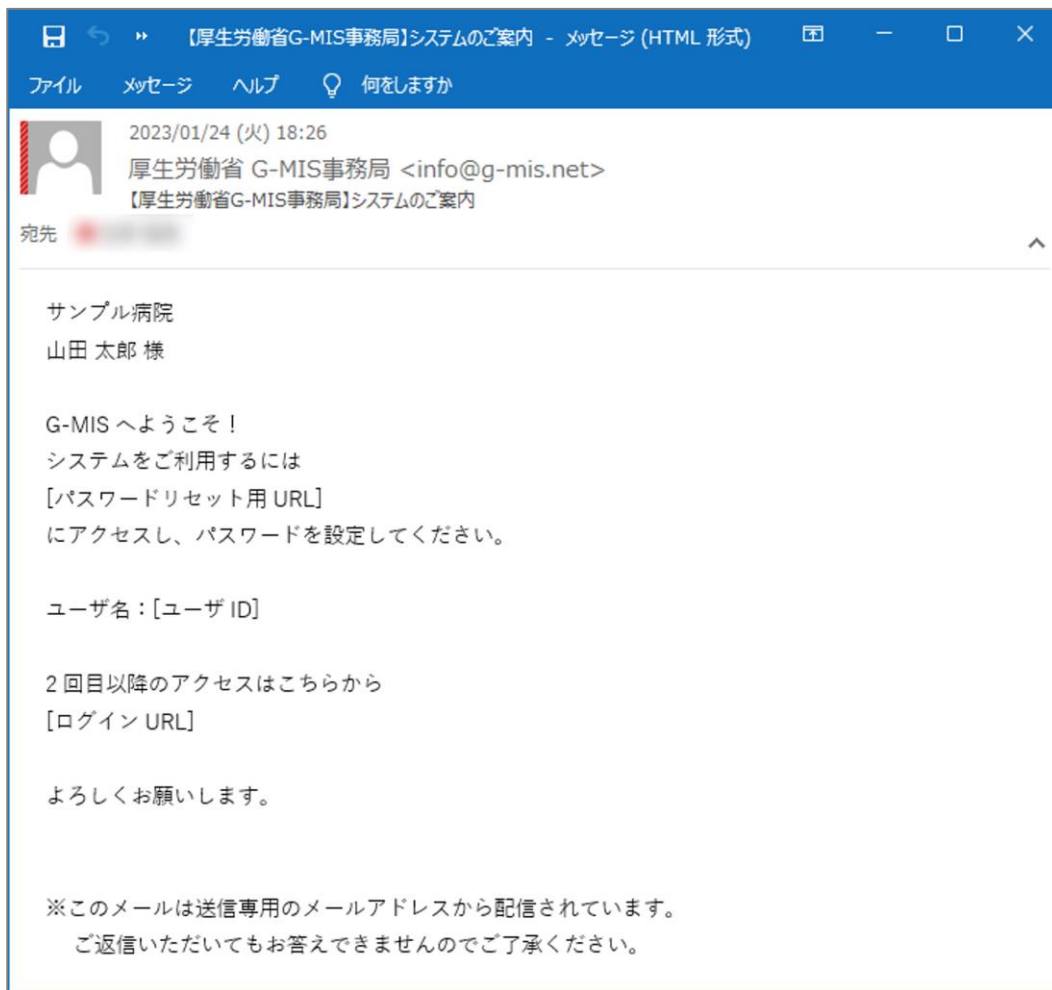 【厚生労働省G-MIS事務局】システムのご案内 - メッセージ (HTML 形式)
ファイル メッセージ ヘルプ 何をしますか
2023/01/24 (火) 18:26
厚生労働省 G-MIS事務局 <info@g-mis.net>
【厚生労働省G-MIS事務局】システムのご案内
宛先
サンプル病院
山田 太郎 様
G-MIS へようこそ！
システムをご利用するには
[パスワードリセット用 URL]
にアクセスし、パスワードを設定してください。
ユーザ名：[ユーザ ID]
2 回目以降のアクセスはこちらから
[ログイン URL]
よろしくお願いします。
※このメールは送信専用のメールアドレスから配信されています。
ご返信いただいてもお答えできませんのでご了承ください。